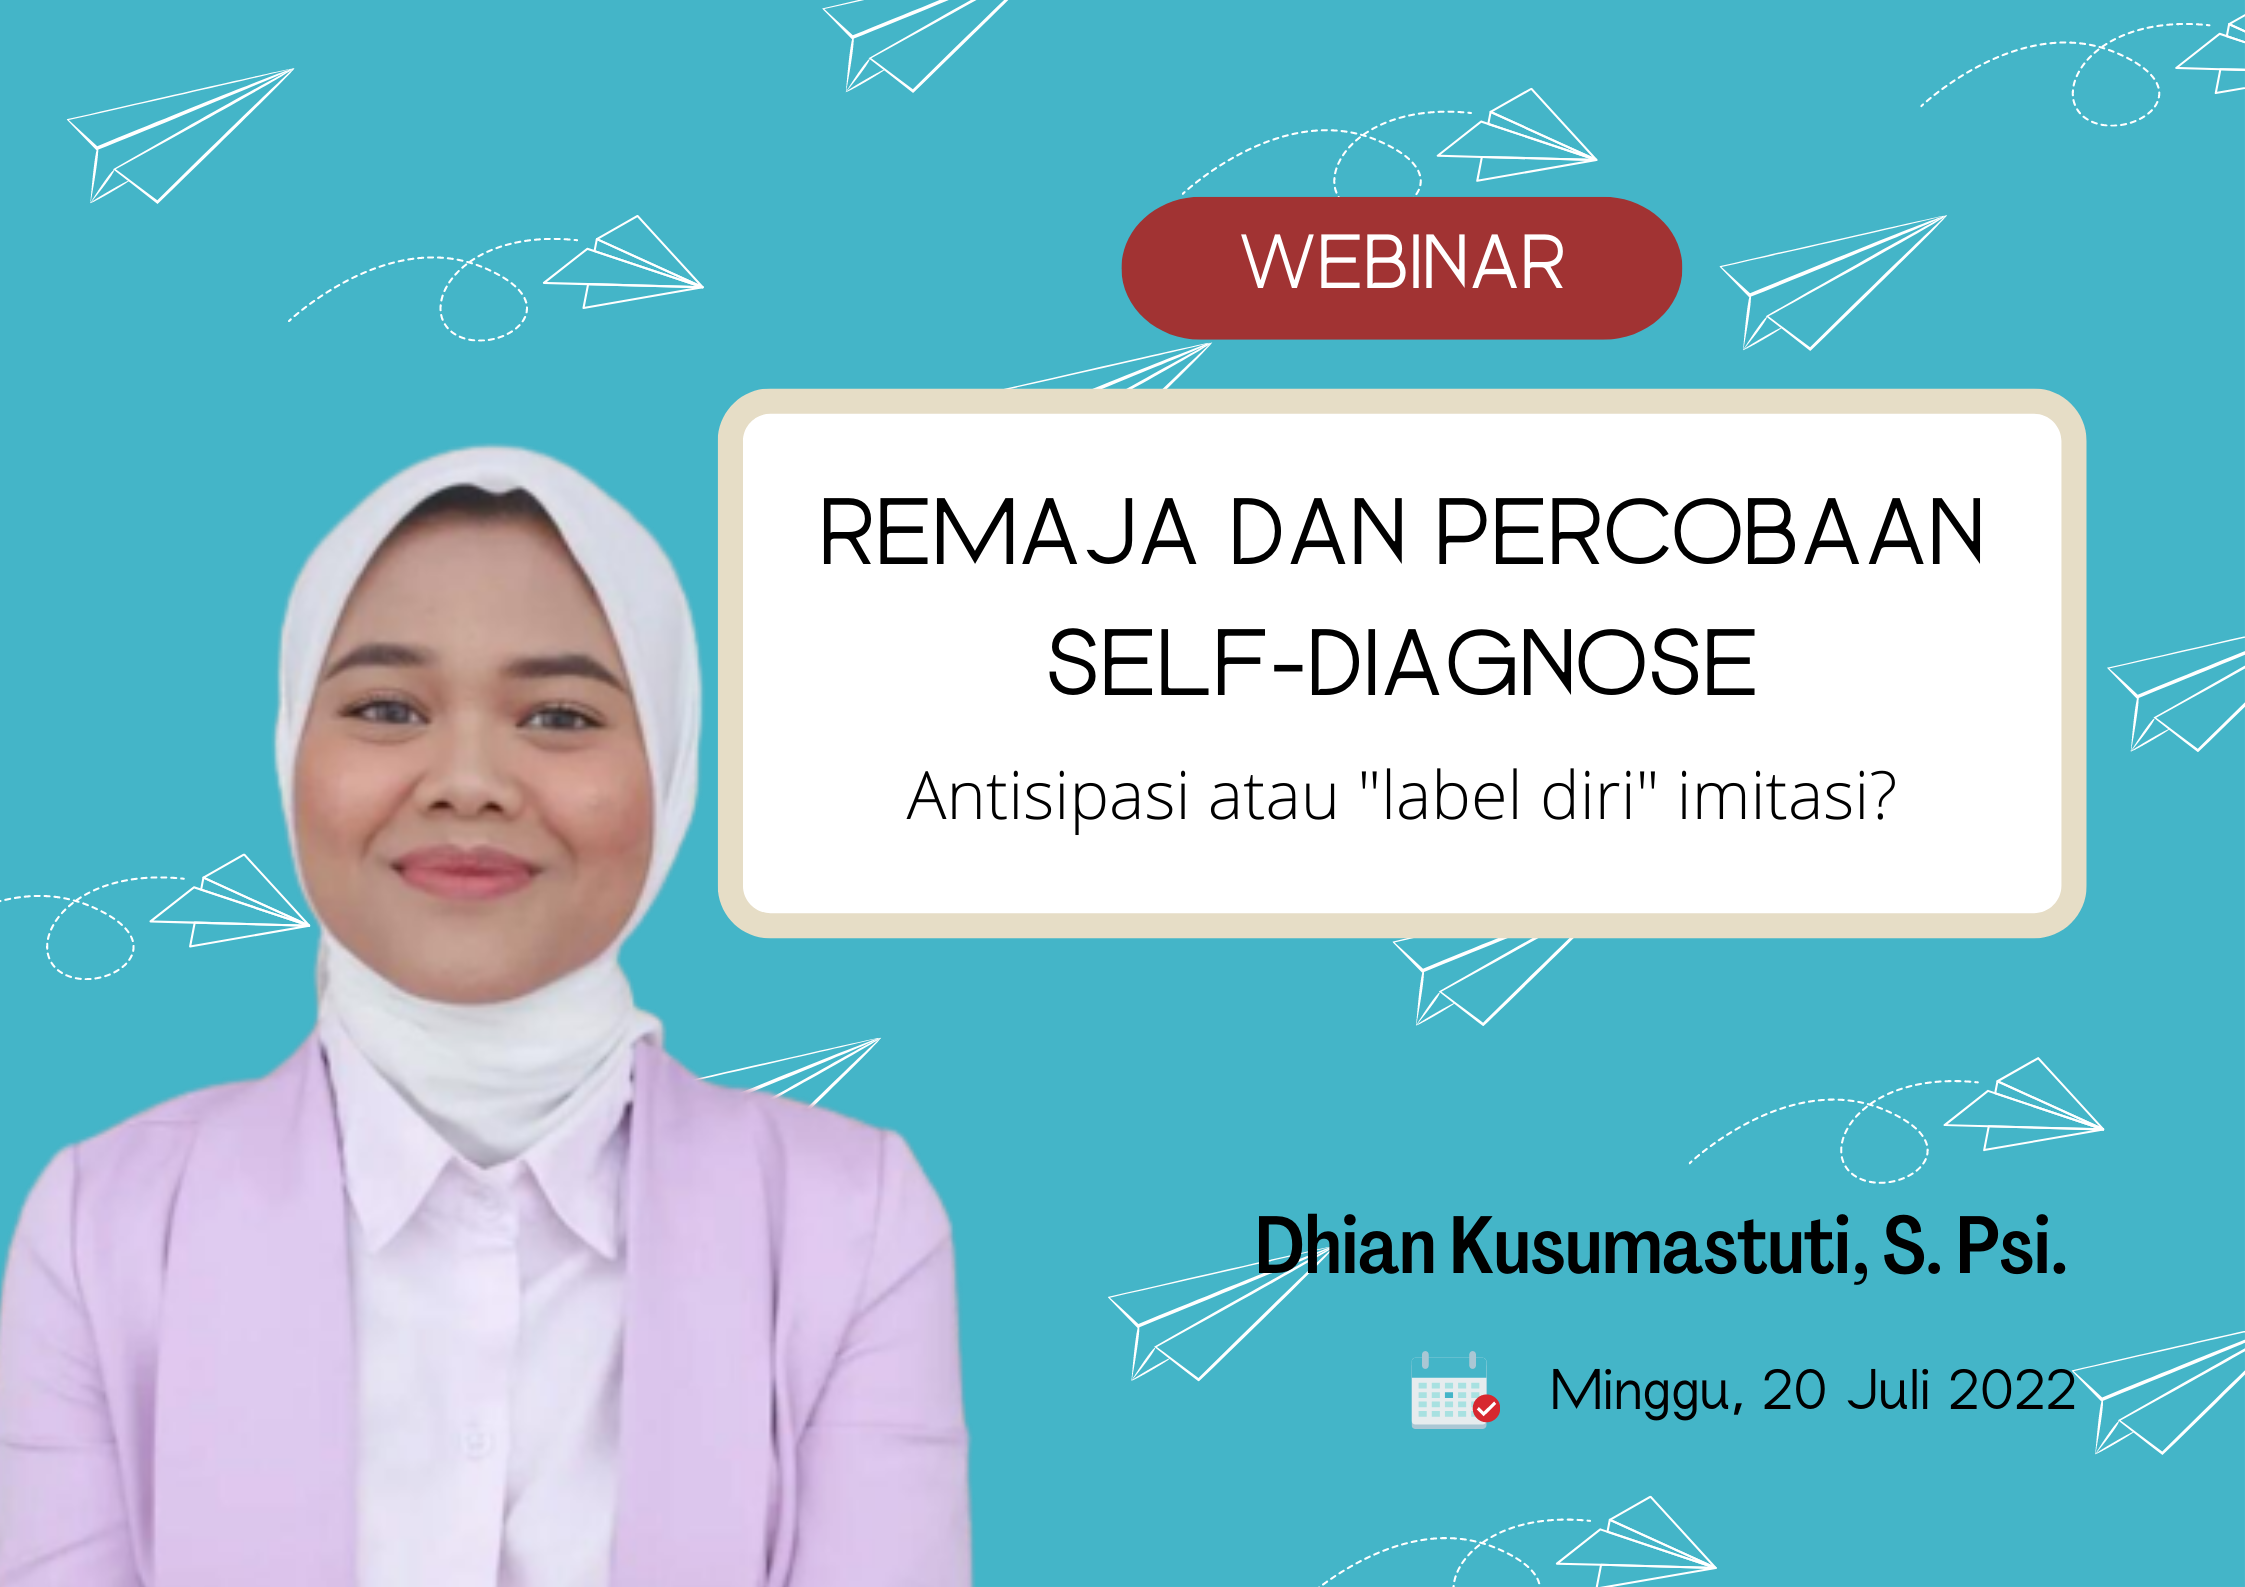 WEBINAR
REMAJA DAN PERCOBAAN
SELF-DIAGNOSE
Antisipasi atau "label diri" imitasi?
Dhian Kusumastuti, S. Psi.
Minggu, 20 Juli 2022